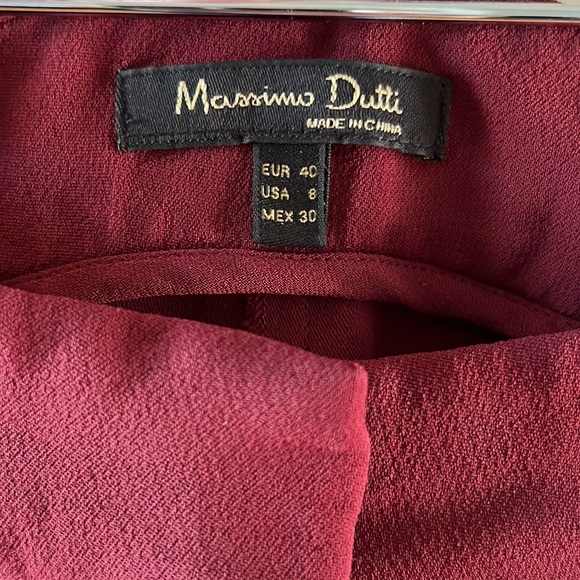 Massimo Dutti
MADE IN CHINA
EUR 40
USA 8
MEX 30